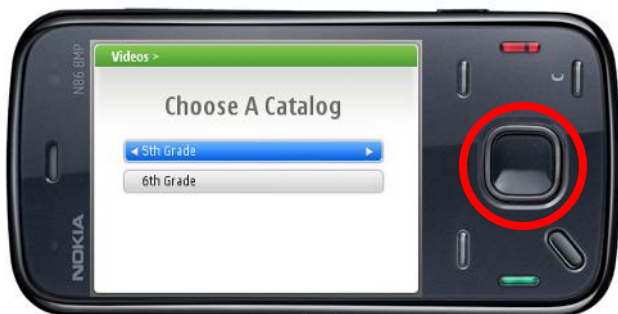 Videos >
Choose A Catalog
5th Grade
6th Grade
N86 8MP
NOKIA